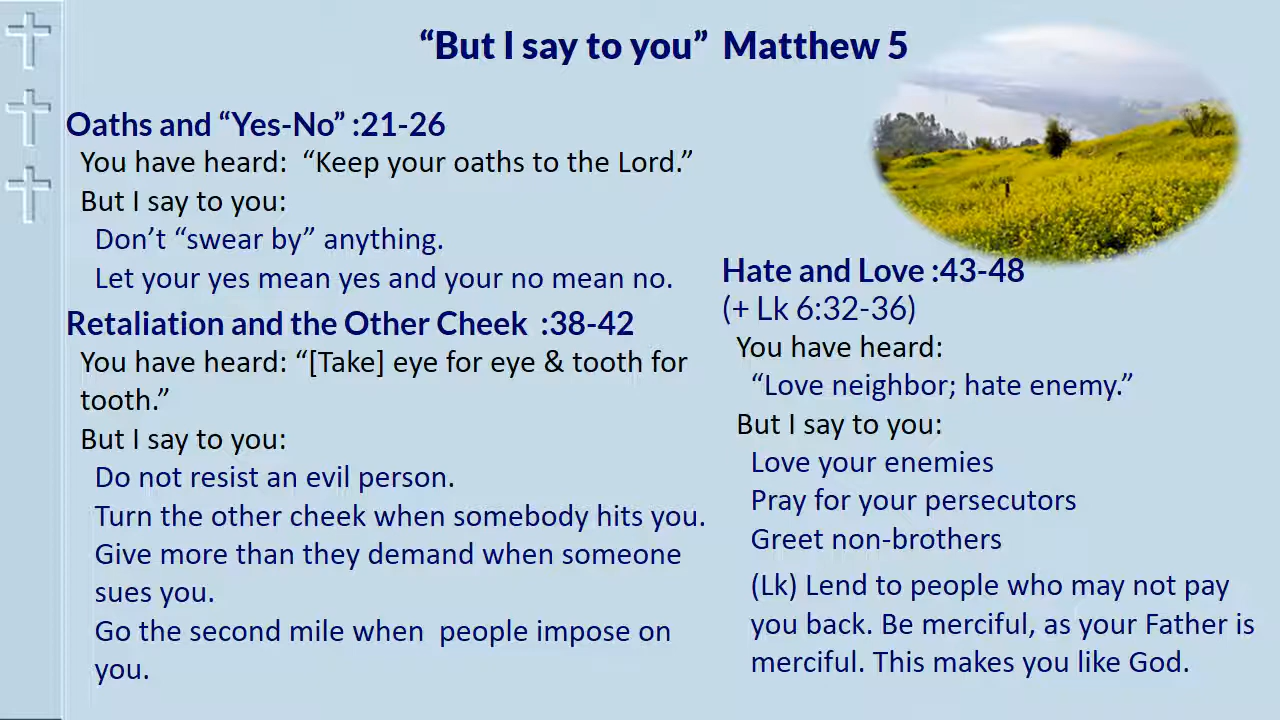 “But I say to you”  Matthew 5
Oaths and “Yes-No” :21-26
You have heard:  “Keep your oaths to the Lord.”
But I say to you:
Don’t “swear by” anything.
Let your yes mean yes and your no mean no.
Retaliation and the Other Cheek  :38-42
You have heard: “[Take] eye for eye & tooth for
tooth.”
But I say to you:
Do not resist an evil person.
Turn the other cheek when somebody hits you.
Give more than they demand when someone
sues you.
Go the second mile when  people impose on
you.
Hate and Love :43-48
(+ Lk 6:32-36)
You have heard:
“Love neighbor; hate enemy.”
But I say to you:
Love your enemies
Pray for your persecutors
Greet non-brothers
(Lk) Lend to people who may not pay
you back. Be merciful, as your Father is
merciful. This makes you like God.